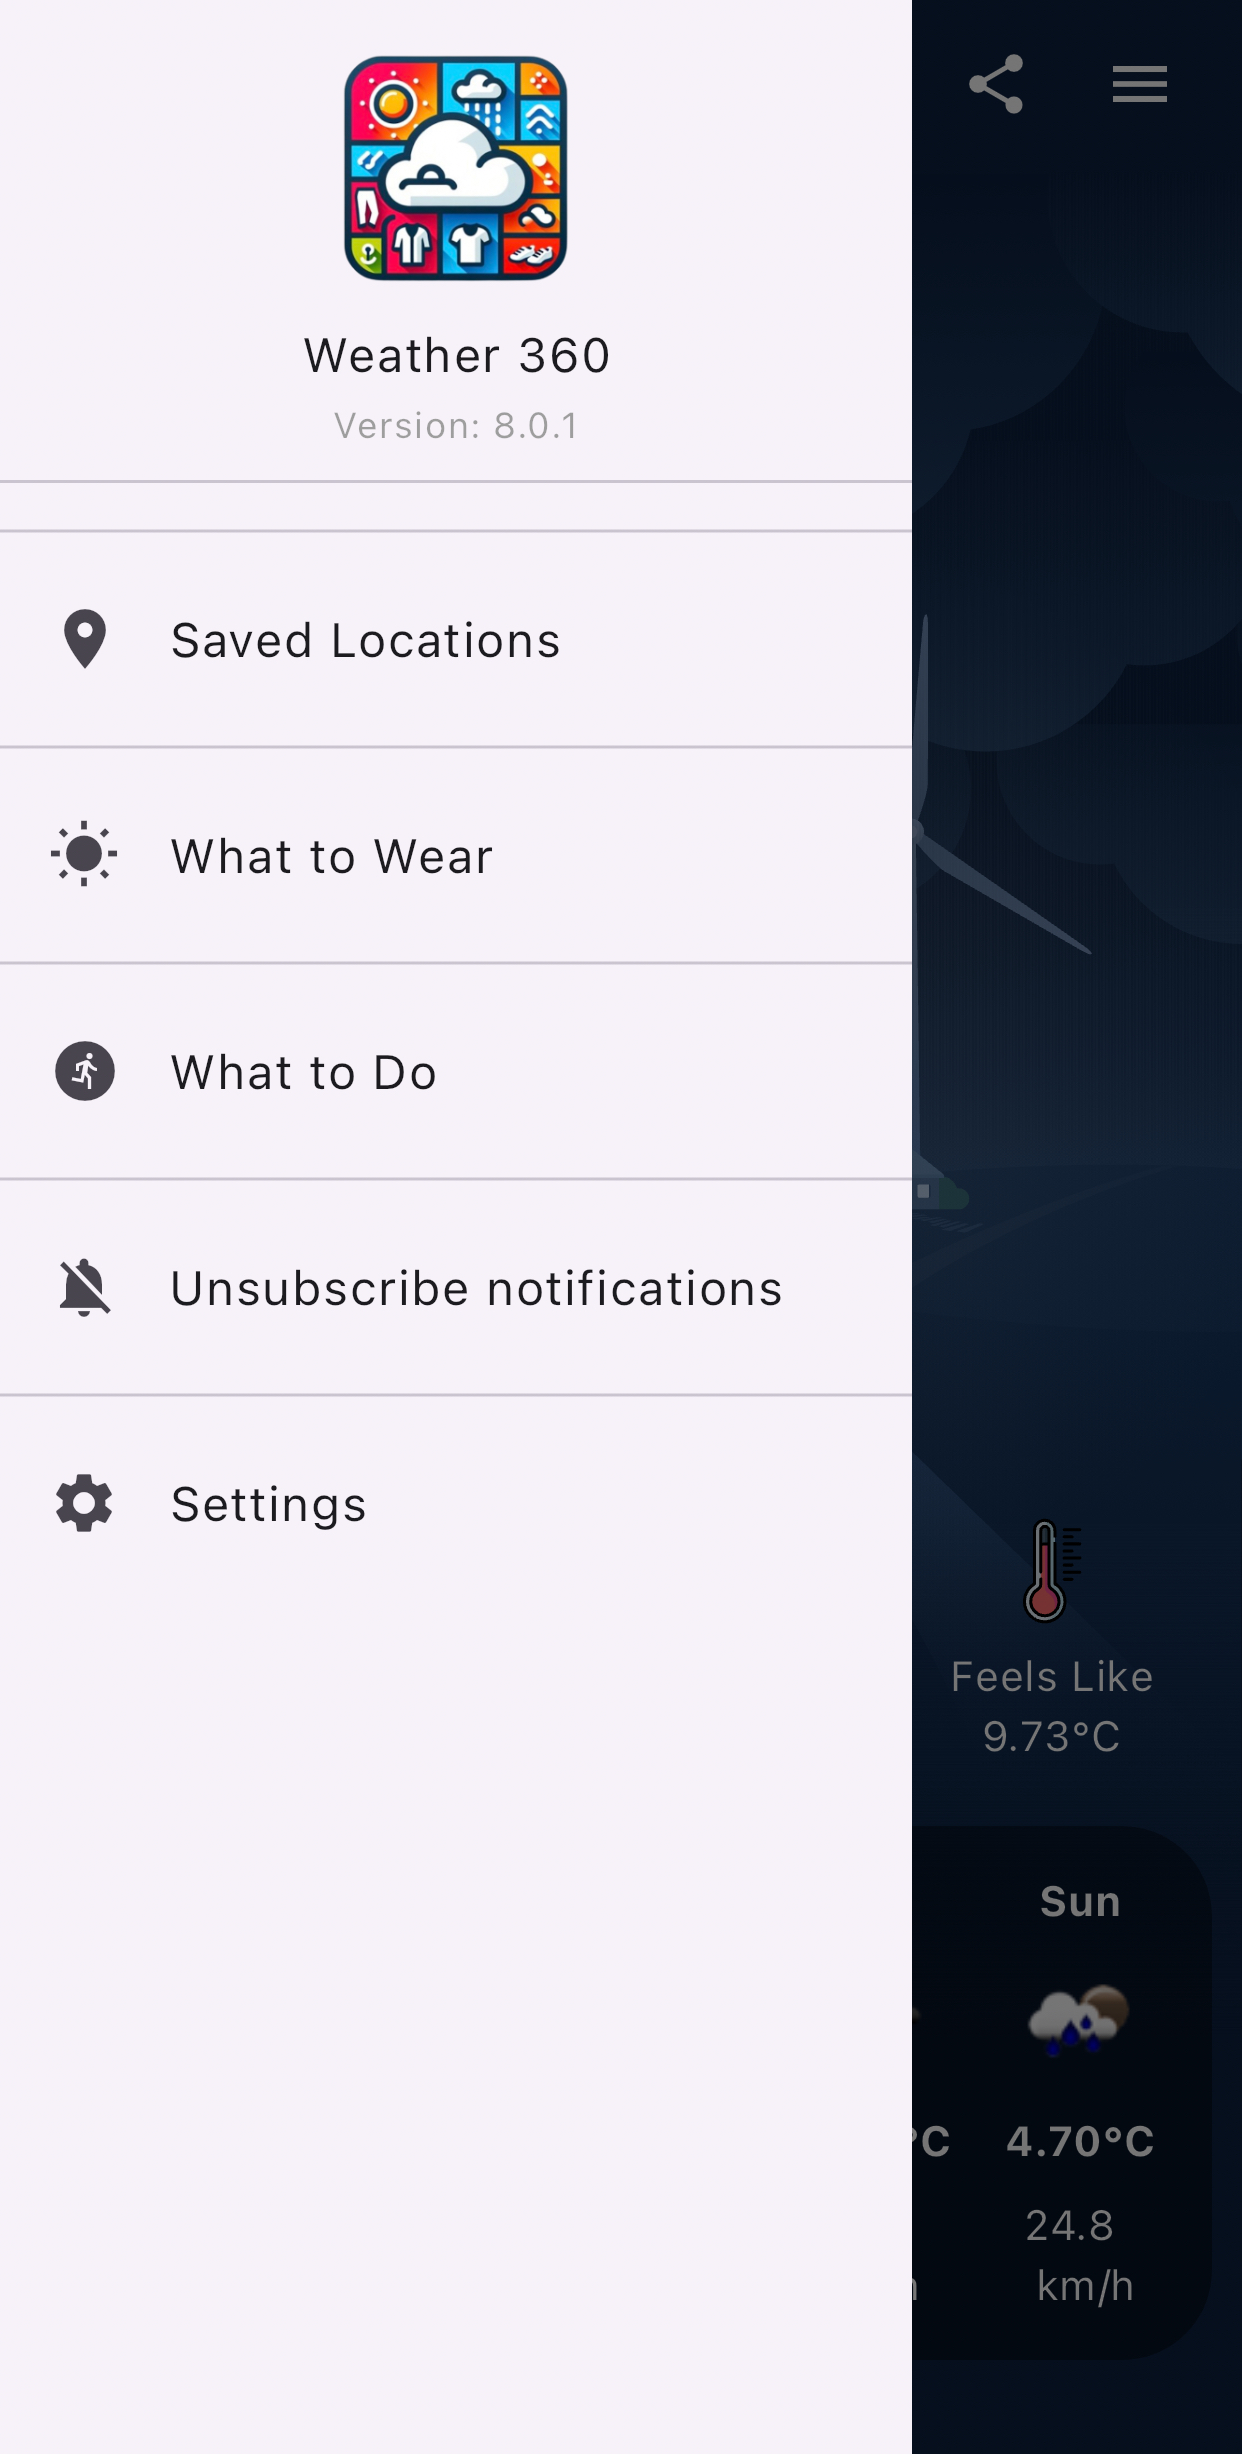 Weather 360
Version: 8.0.1
Saved Locations
What to Wear
What to Do
Unsubscribe notifications
Settings
Feels Like
9.73°C
Sun
°C 4.70°C
24.8
km/h